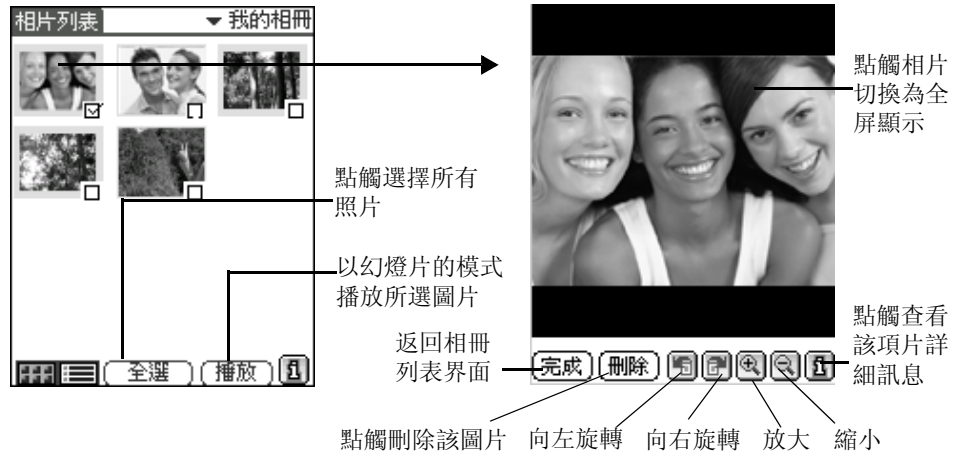 相片列表
我的相冊
點觸相片
切換為全
屏顯示
點觸選擇所有
照片
以幻燈片的模式
播放所選圖片
點觸查看
該項片詳
細訊息
返回相冊
列表界面
全選
播放
完成
刪除
點觸刪除該圖片
向左旋轉
向右旋轉
放大
縮小